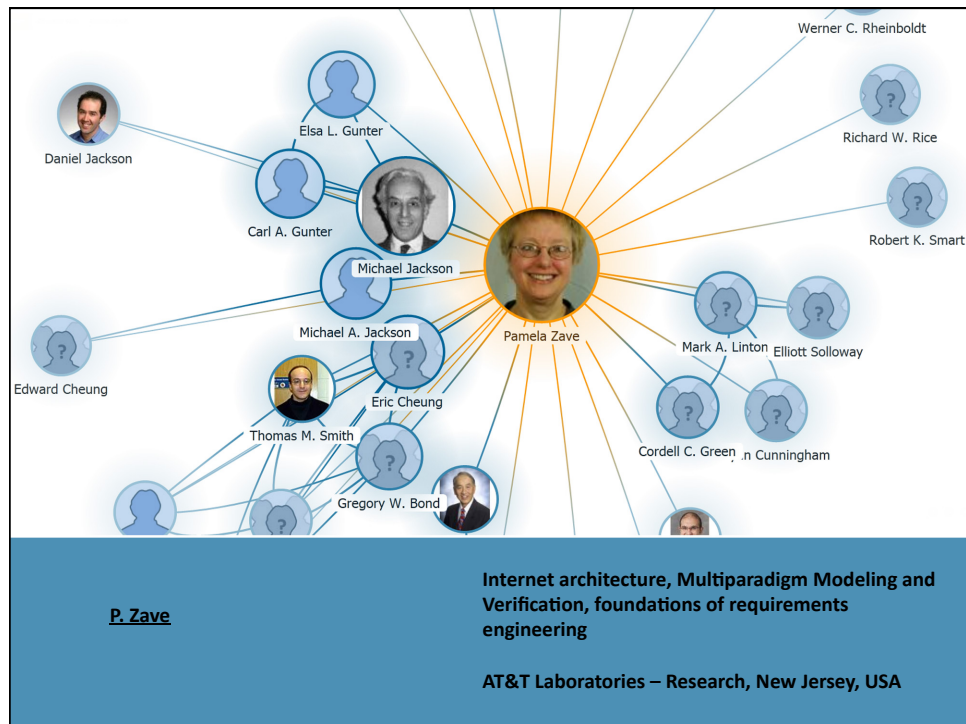 Werner C. Rheinboldt
Elsa L. Gunter
Richard W. Rice
Daniel Jackson
Carl A. Gunter
Robert K. Smart
Michael Jackson
Michael A. Jackson
Pamela Zave
Mark A. Linton
Elliott Solloway
Edward Cheung
Eric Cheung
Thomas M. Smith
Cordell C. Green
Cunningham
Gregory W. Bond
Internet architecture, Multiparadigm Modeling and
Verification, foundations of requirements
engineering
P. Zave
AT&T Laboratories – Research, New Jersey, USA